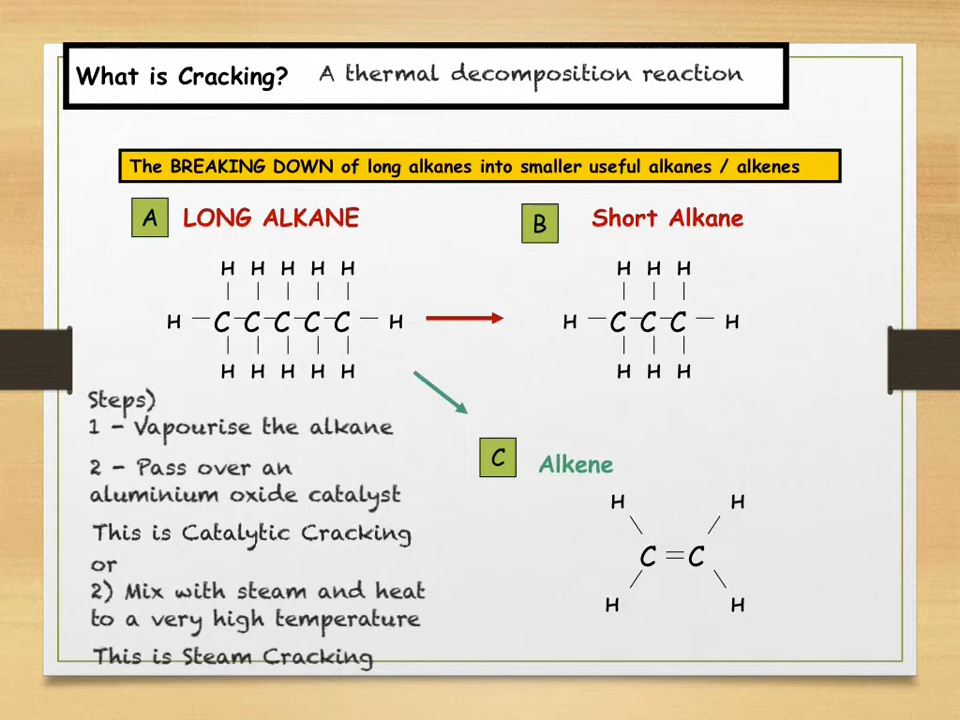 What is Cracking? A thermal decomposition reaction
The BREAKING DOWN of long alkanes into smaller useful alkanes / alkenes
A LONG ALKANE
B Short Alkane
H H H H H
H C C C C C H
H H H H H
H H H
H C C C H
H H H
Steps)
1 - Vapourise the alkane
2 - Pass over an
aluminium oxide catalyst
This is Catalytic Cracking
or
2) Mix with steam and heat
to a very high temperature
This is Steam Cracking
C Alkene
H H
C = C
H H